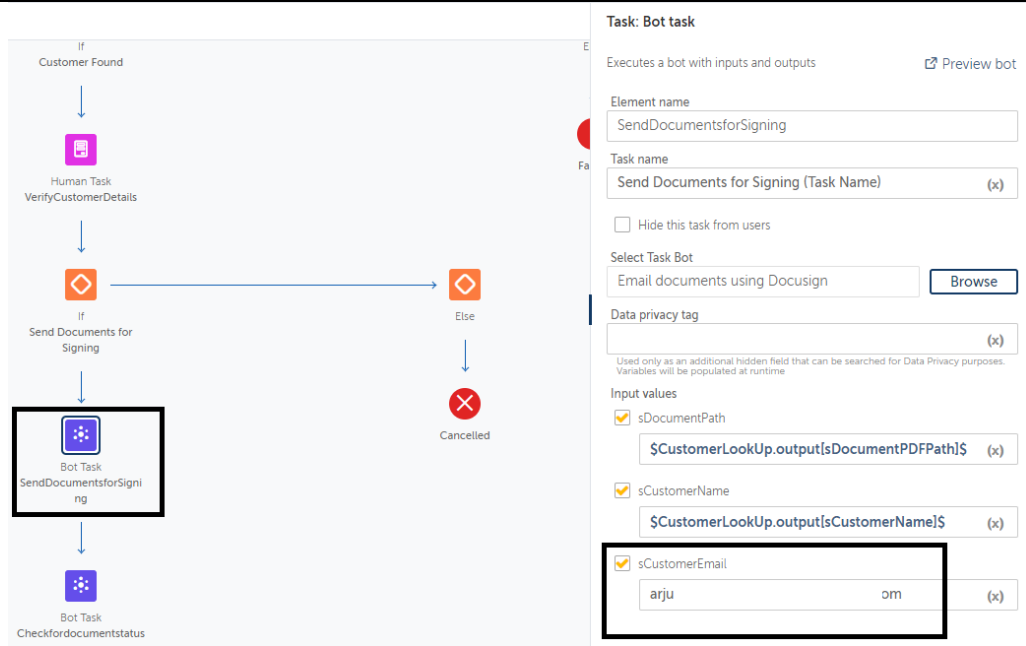 If
Customer Found
Human Task
VerifyCustomerDetails
If
Send Documents for
Signing
Else
Cancelled
Bot Task
SendDocumentsforSigni
ng
Bot Task
Checkfordocumentstatus
E
Fa
Task: Bot task
Executes a bot with inputs and outputs
Preview bot
Element name
SendDocumentsforSigning
Task name
Send Documents for Signing (Task Name)
(x)
Hide this task from users
Select Task Bot
Email documents using Docusign
Browse
Data privacy tag
(x)
Used only as an additional hidden field that can be searched for Data Privacy purposes.
Variables will be populated at runtime
Input values
sDocumentPath
$CustomerLookUp.output[sDocumentPDFPath]$
(x)
sCustomerName
$CustomerLookUp.output[sCustomerName]$
(x)
sCustomerEmail
arju om
(x)